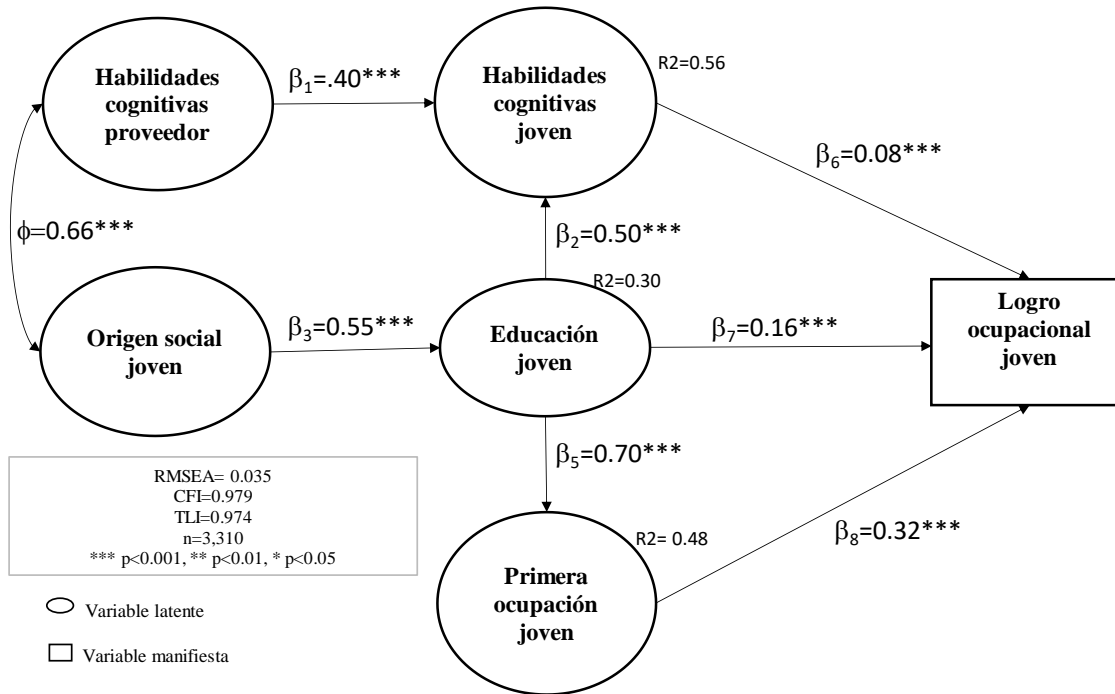 Habilidades
cognitivas
proveedor
β1=.40***
Habilidades
cognitivas
joven
R2=0.56
β6=0.08***
ϕ=0.66***
β2=0.50***
Origen social
joven
β3=0.55***
Educación
joven
R2=0.30
β7=0.16***
Logro
ocupacional
joven
β5=0.70***
RMSEA= 0.035
CFI=0.979
TLI=0.974
n=3,310
*** p<0.001, ** p<0.01, * p<0.05
Primera
ocupación
joven
R2= 0.48
β8=0.32***
Variable latente
Variable manifiesta